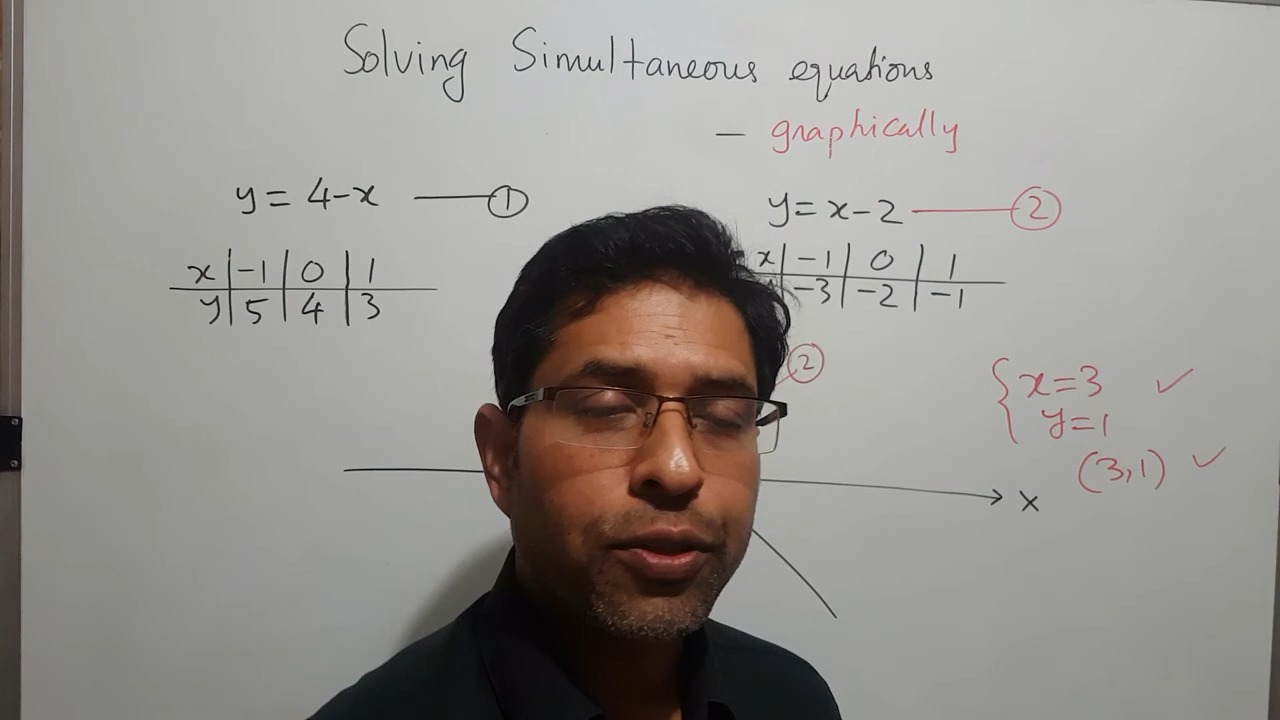 Solving Simultaneous equations
- graphically
y = 4-x ——①
x -1 0 1
y 5 4 3
y = x-2 ——②
x -1 0 1
-3 -2 -1
②
x=3 ✓
y=1
(3,1) ✓
x